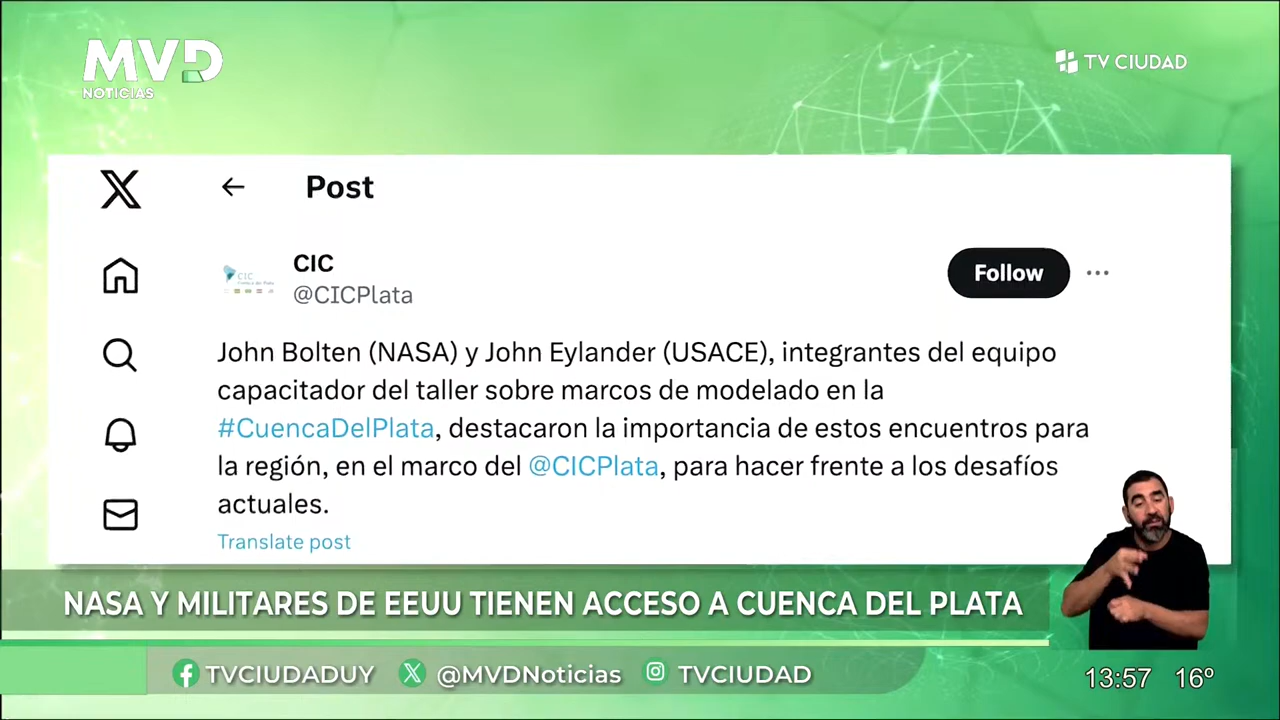 MVD
NOTICIAS
TV CIUDAD
Post
CIC
@CICPlata
Follow
John Bolten (NASA) y John Eylander (USACE), integrantes del equipo
capacitador del taller sobre marcos de modelado en la
#CuencaDelPlata, destacaron la importancia de estos encuentros para
la región, en el marco del @CICPlata, para hacer frente a los desafíos
actuales.
Translate post
NASA Y MILITARES DE EEUU TIENEN ACCESO A CUENCA DEL PLATA
TVCIUDADUY @MVDNoticias TVCIUDAD
13:57 16º